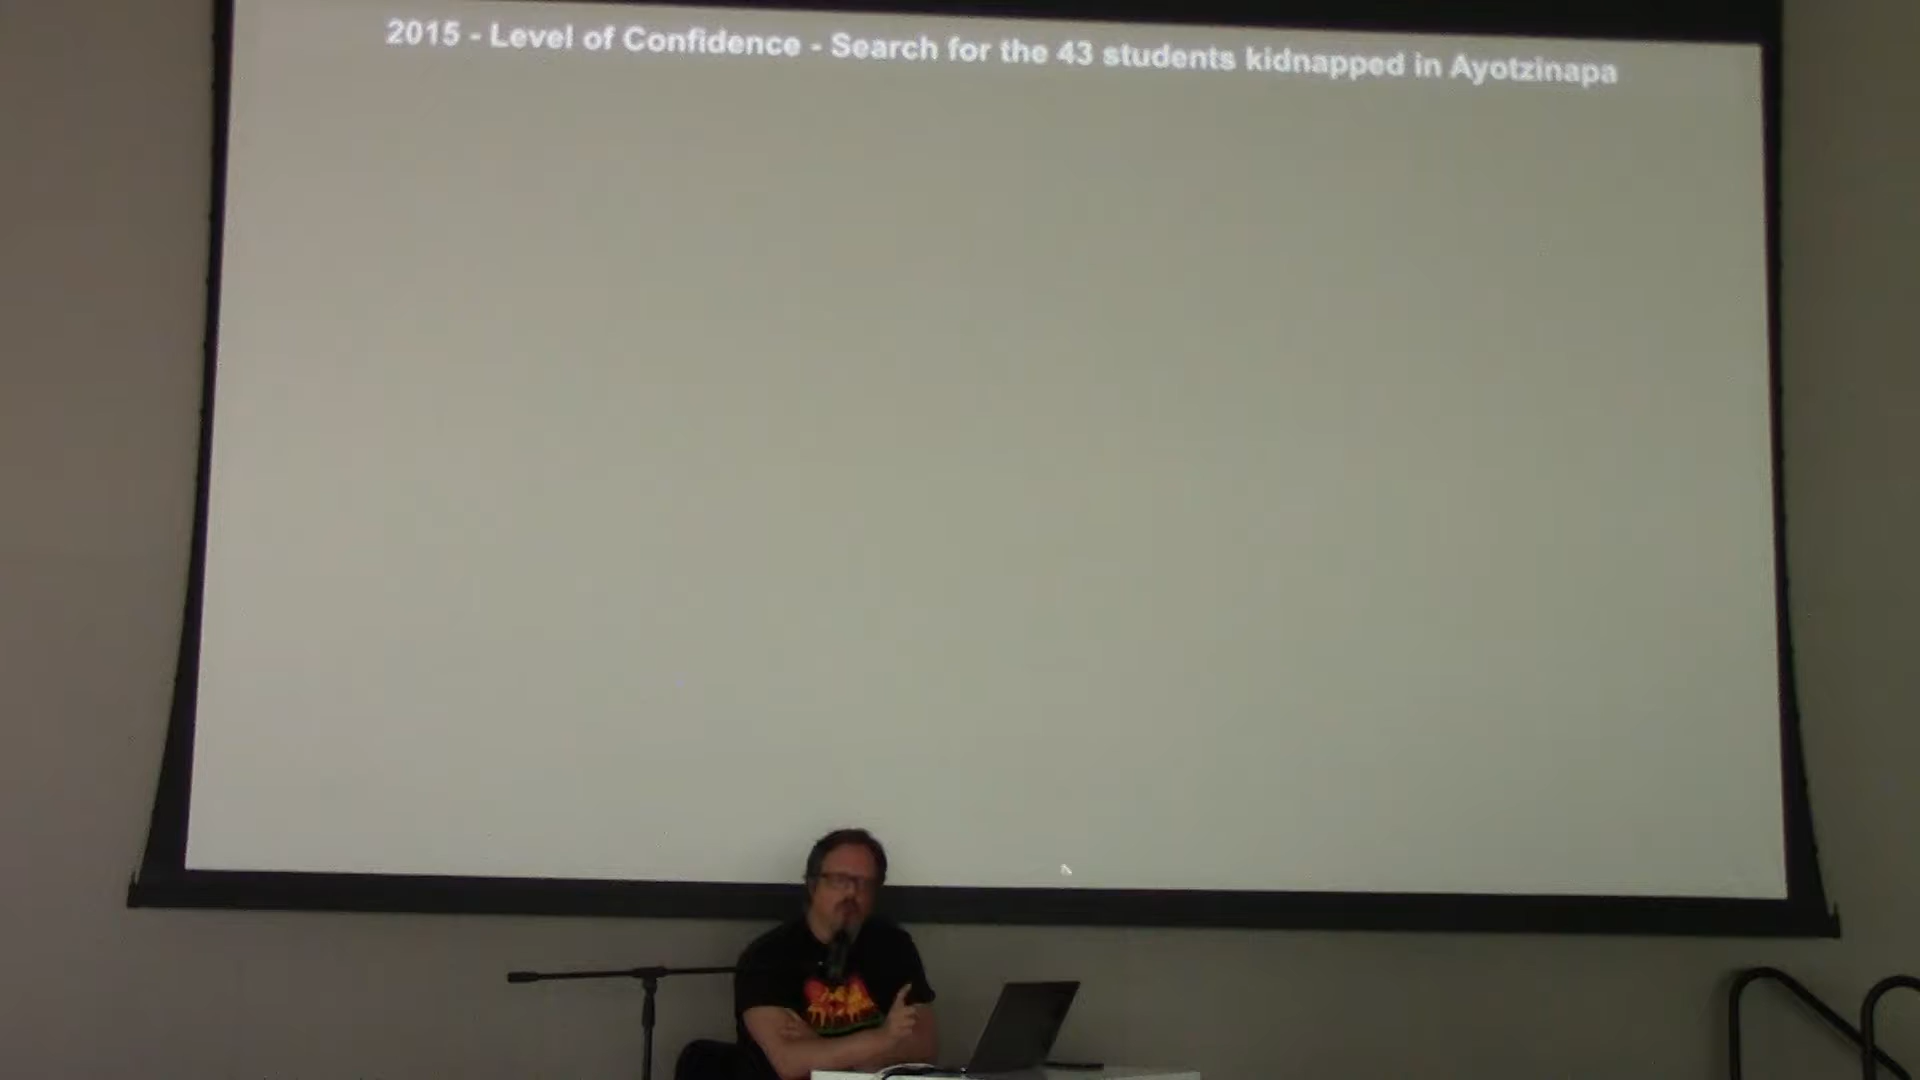 2015 - Level of Confidence - Search for the 43 students kidnapped in Ayotzinapa